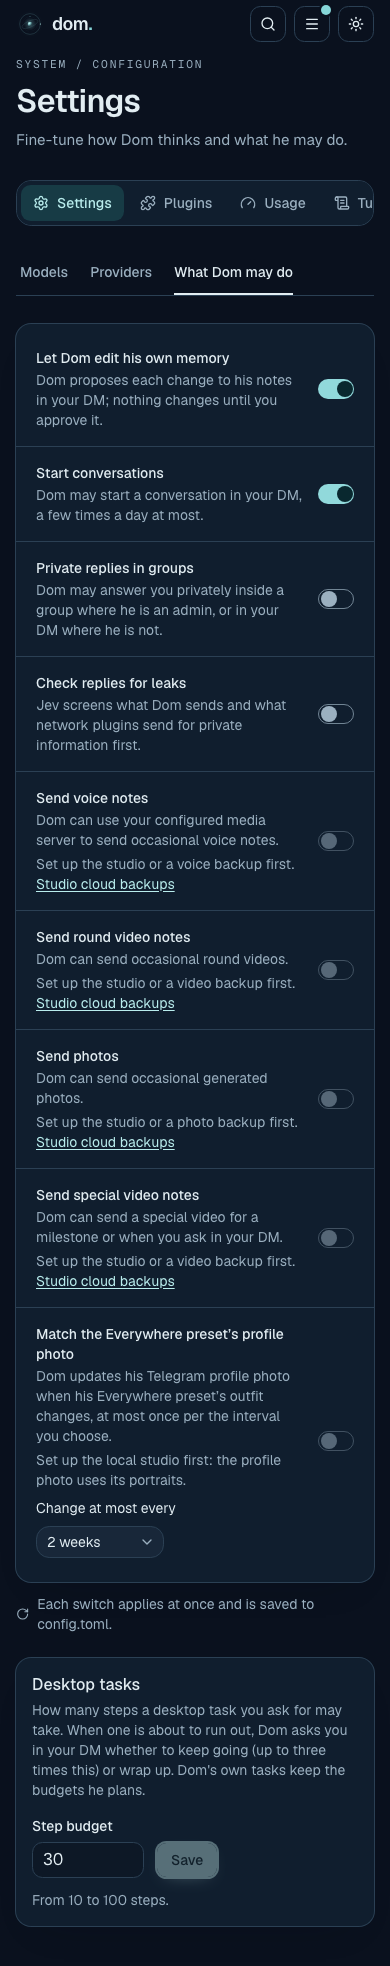 dom.
SYSTEM / CONFIGURATION
Settings
Fine-tune how Dom thinks and what he may do.
Settings Plugins Usage Tu
Models Providers What Dom may do
Let Dom edit his own memory
Dom proposes each change to his notes
in your DM; nothing changes until you
approve it.
Start conversations
Dom may start a conversation in your DM,
a few times a day at most.
Private replies in groups
Dom may answer you privately inside a
group where he is an admin, or in your
DM where he is not.
Check replies for leaks
Jev screens what Dom sends and what
network plugins send for private
information first.
Send voice notes
Dom can use your configured media
server to send occasional voice notes.
Set up the studio or a voice backup first.
Studio cloud backups
Send round video notes
Dom can send occasional round videos.
Set up the studio or a video backup first.
Studio cloud backups
Send photos
Dom can send occasional generated
photos.
Set up the studio or a photo backup first.
Studio cloud backups
Send special video notes
Dom can send a special video for a
milestone or when you ask in your DM.
Set up the studio or a video backup first.
Studio cloud backups
Match the Everywhere preset's profile
photo
Dom updates his Telegram profile photo
when his Everywhere preset's outfit
changes, at most once per the interval
you choose.
Set up the local studio first: the profile
photo uses its portraits.
Change at most every
2 weeks
Each switch applies at once and is saved to
config.toml.
Desktop tasks
How many steps a desktop task you ask for may
take. When one is about to run out, Dom asks you
in your DM whether to keep going (up to three
times this) or wrap up. Dom's own tasks keep the
budgets he plans.
Step budget
30 Save
From 10 to 100 steps.